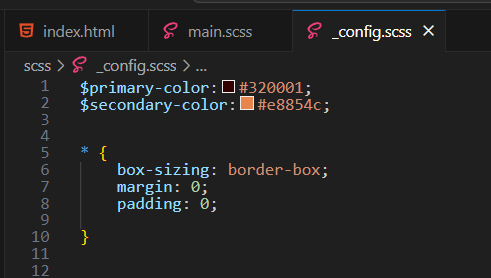 index.html main.scss _config.scss ×
scss > _config.scss > ...
1 $primary-color: #320001;
2 $secondary-color: #e8854c;
3
4
5 * {
6 box-sizing: border-box;
7 margin: 0;
8 padding: 0;
9
10 }
11
12